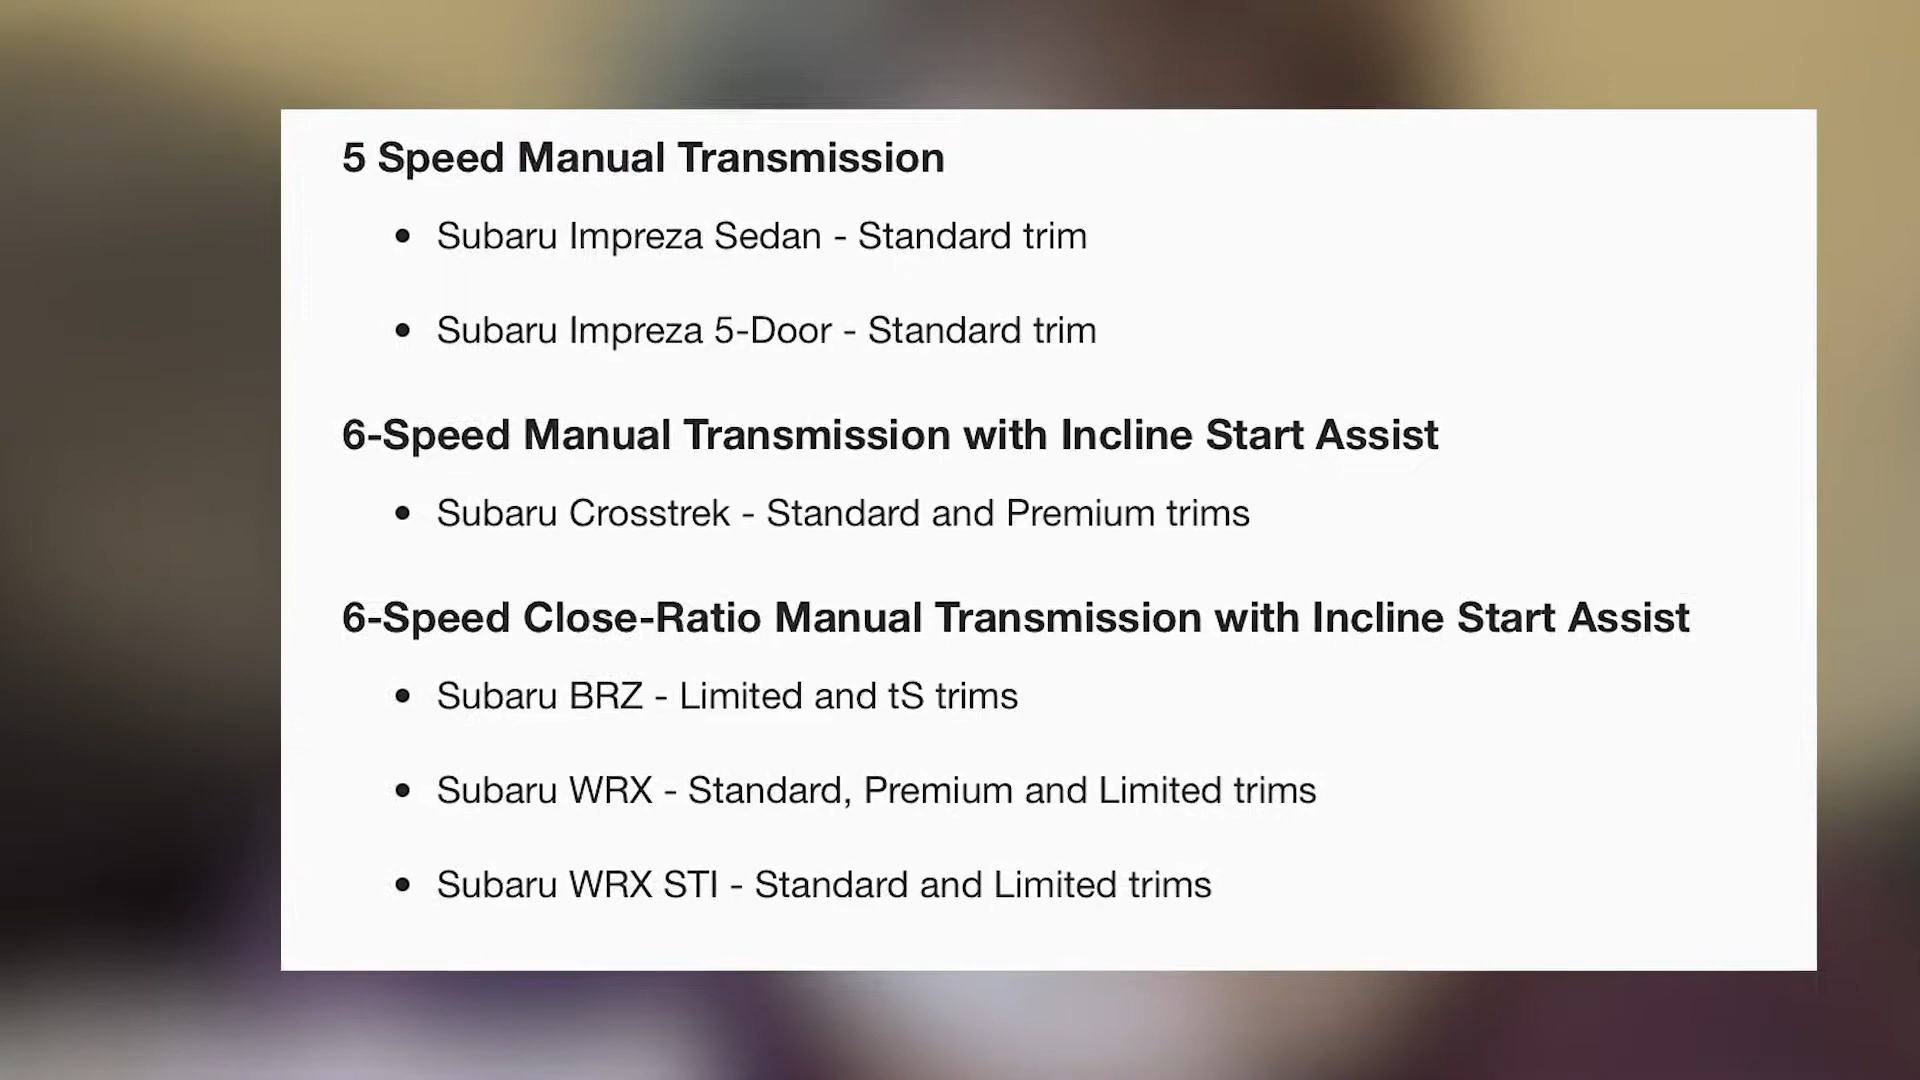 5 Speed Manual Transmission
• Subaru Impreza Sedan - Standard trim
• Subaru Impreza 5-Door - Standard trim
6-Speed Manual Transmission with Incline Start Assist
• Subaru Crosstrek - Standard and Premium trims
6-Speed Close-Ratio Manual Transmission with Incline Start Assist
• Subaru BRZ - Limited and tS trims
• Subaru WRX - Standard, Premium and Limited trims
• Subaru WRX STI - Standard and Limited trims